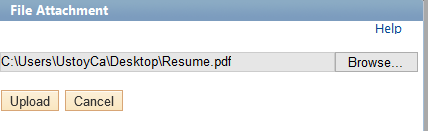 File Attachment
Help
C:\Users\UstoyCa\Desktop\Resume.pdf Browse...
Upload Cancel